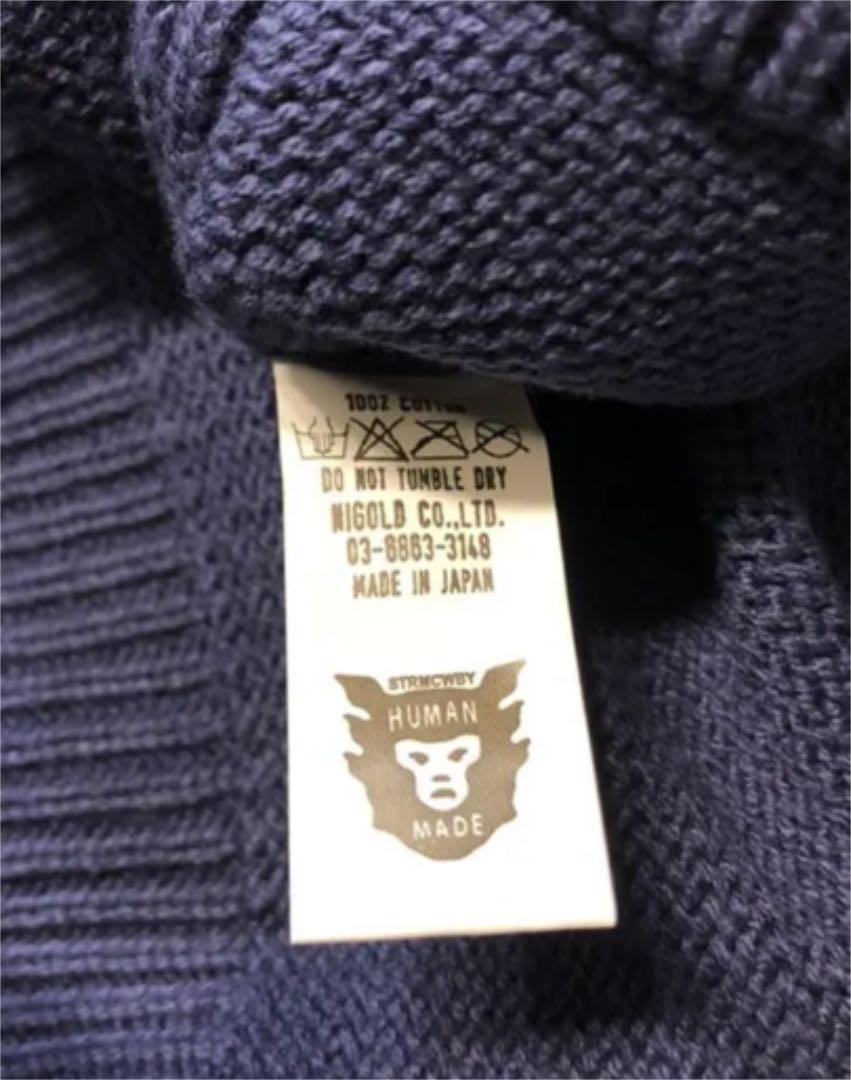 100% COTTON
DO NOT TUMBLE DRY
NIGOLD CO.,LTD.
03-6863-3148
MADE IN JAPAN
STRMCWBY
HUMAN
MADE